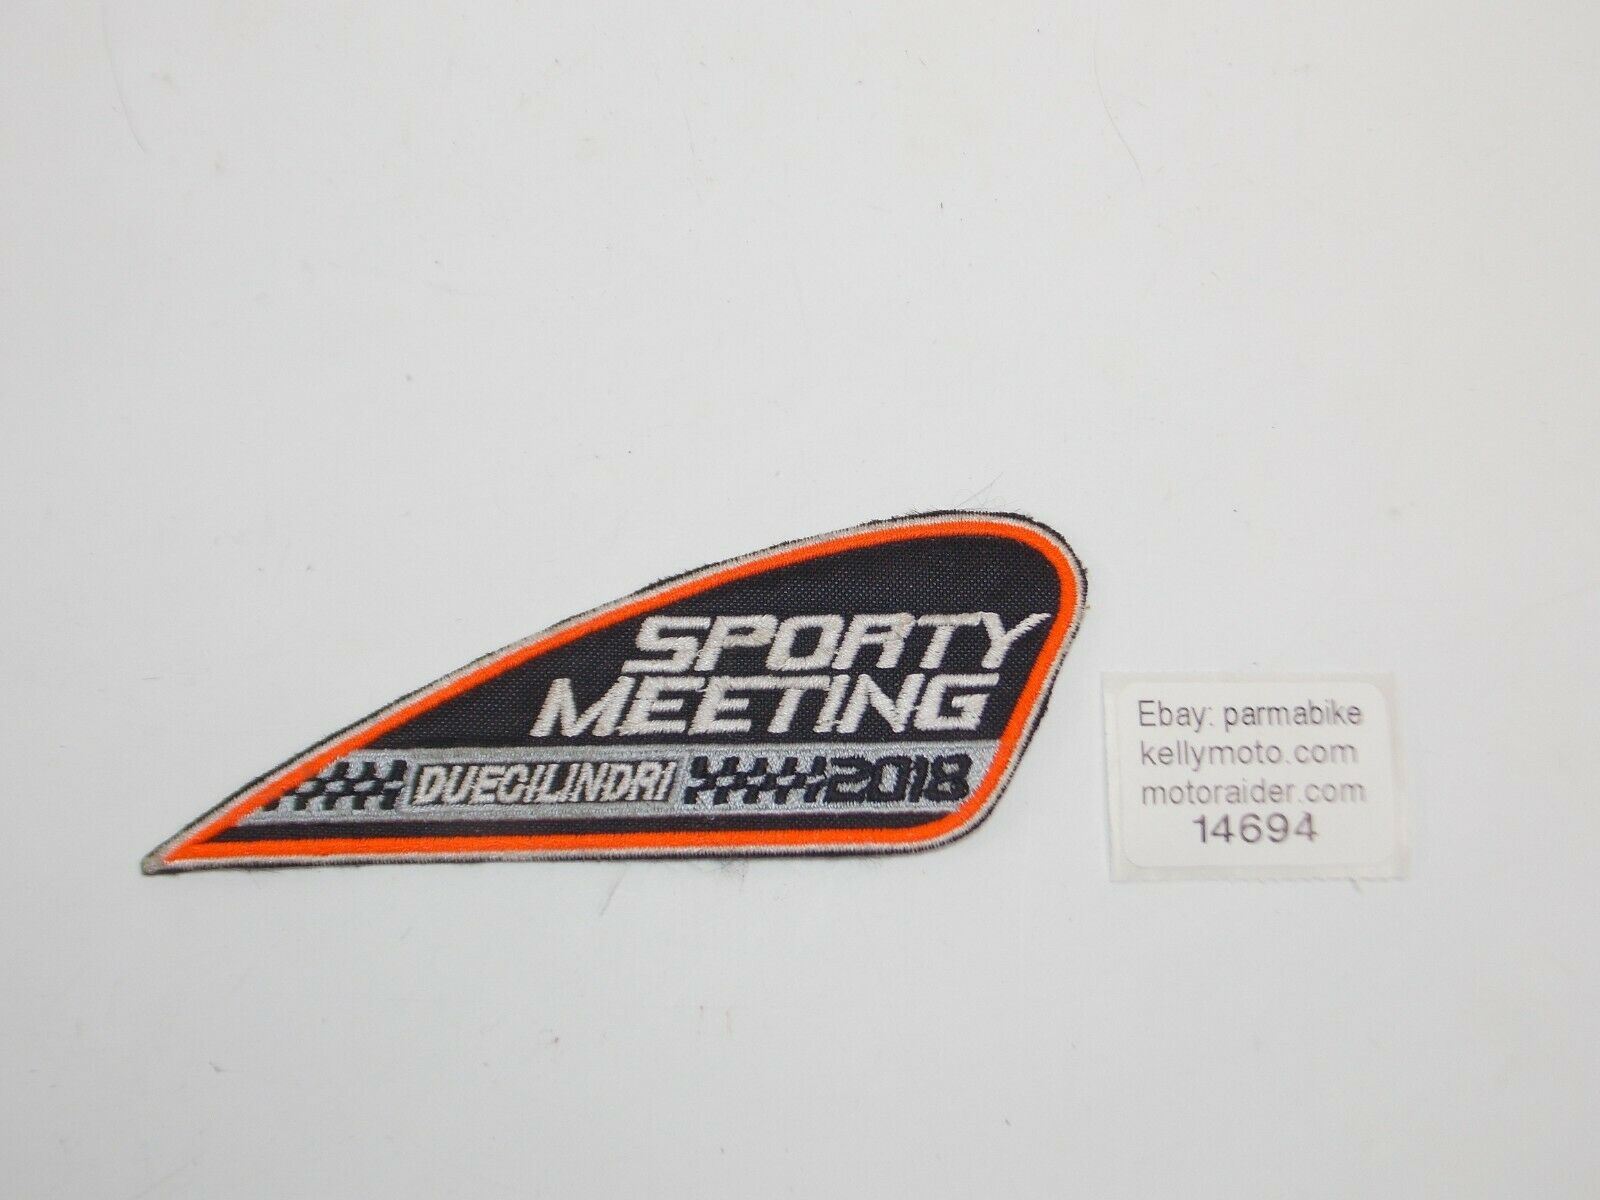 SPORTY
MEETING
DUECILINDRI 2018
Ebay: parmabike
kellymoto.com
motoraider.com
14694